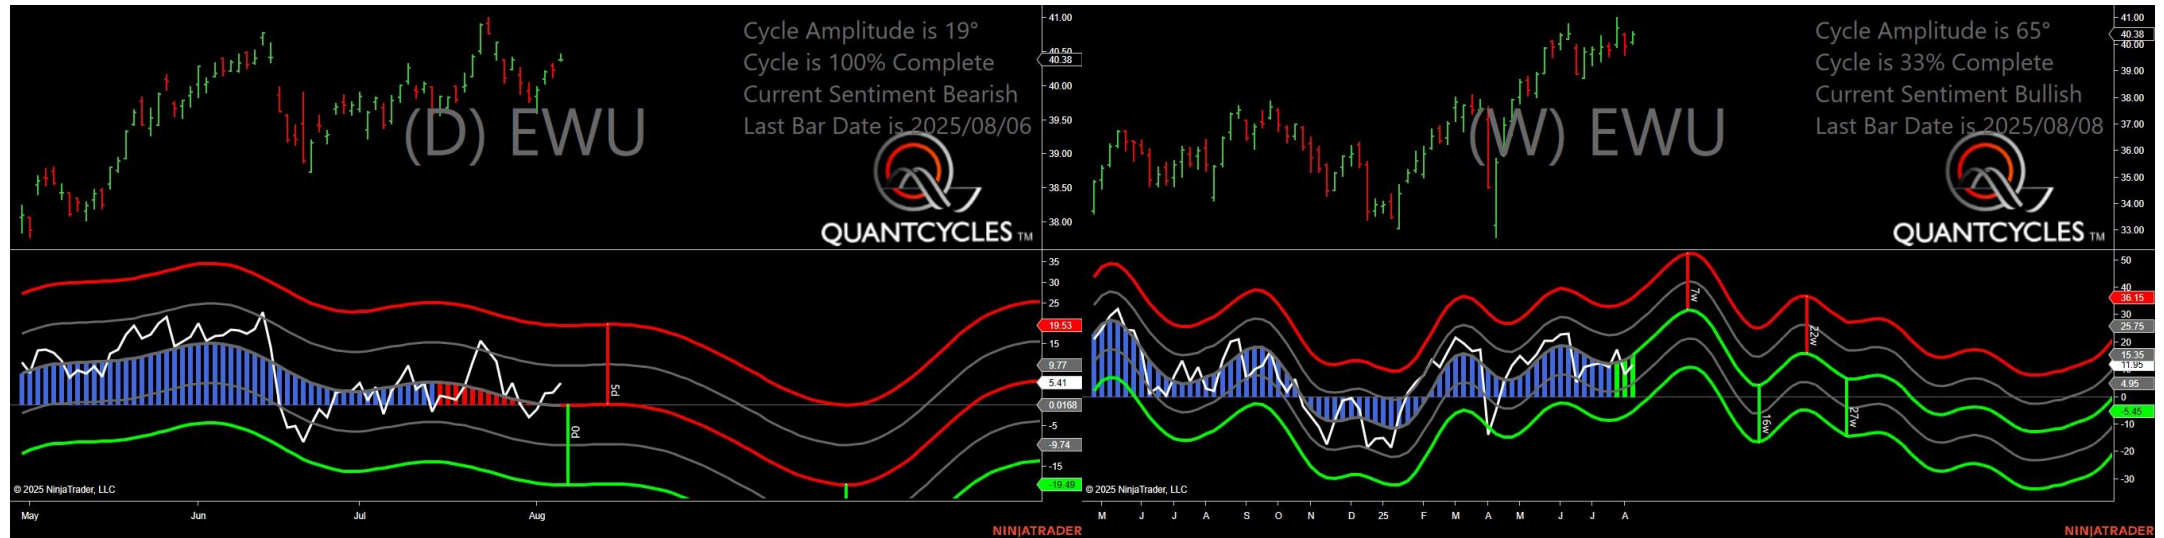 Cycle Amplitude is 19°
Cycle is 100% Complete
Current Sentiment Bearish
Last Bar Date is 2025/08/06
(D) EWU
QUANTCYCLES TM
41.00
40.50
40.38
40.00
39.50
39.00
38.50
38.00
35
30
25
19.53
15
9.77
5.41
0.0168
-5
-9.74
-15
-19.49
5d
0d
© 2025 NinjaTrader, LLC
May Jun Jul Aug
NINJATRADER
Cycle Amplitude is 65°
Cycle is 33% Complete
Current Sentiment Bullish
Last Bar Date is 2025/08/08
(W) EWU
QUANTCYCLES TM
41.00
40.38
40.00
39.00
38.00
37.00
36.00
35.00
34.00
33.00
50
40
36.15
30
25.75
20
15.35
11.95
4.95
0
-5.45
-10
-20
-30
7w
22w
16w
27w
© 2025 NinjaTrader, LLC
M J J A S O N D 25 F M A M J J A
NINJATRADER